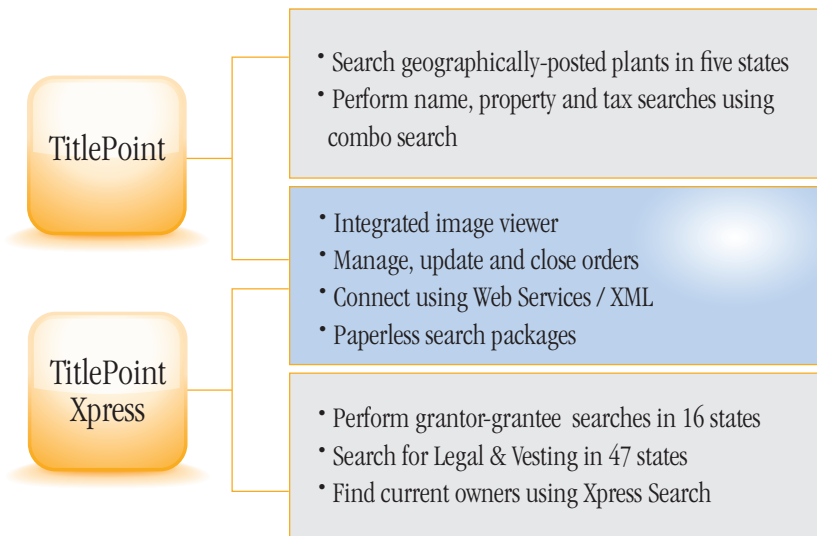 TitlePoint
• Search geographically-posted plants in five states
• Perform name, property and tax searches using
combo search
• Integrated image viewer
• Manage, update and close orders
• Connect using Web Services / XML
• Paperless search packages
TitlePoint
Xpress
• Perform grantor-grantee searches in 16 states
• Search for Legal & Vesting in 47 states
• Find current owners using Xpress Search